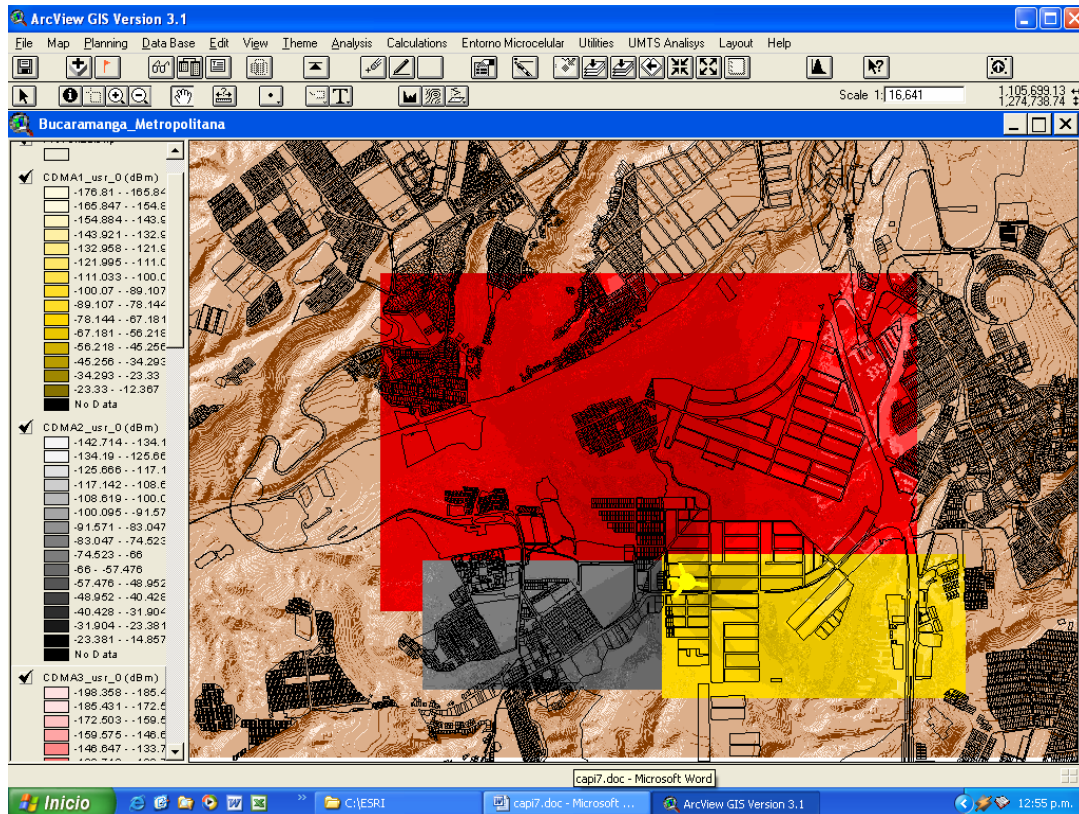 ArcView GIS Version 3.1
File Map Planning Data Base Edit View Theme Analysis Calculations Entorno Microcelular Utilities UMTS Analisys Layout Help
Scale 1: 16,641
1,105,699.13
1,274,738.74
Bucaramanga_Metropolitana
CDMA1_usr_0 (dBm)
-176.81 - -165.84
-165.847 - -154.8
-154.884 - -143.9
-143.921 - -132.9
-132.958 - -121.9
-121.995 - -111.0
-111.033 - -100.0
-100.07 - -89.107
-89.107 - -78.144
-78.144 - -67.181
-67.181 - -56.218
-56.218 - -45.256
-45.256 - -34.293
-34.293 - -23.33
-23.33 - -12.367
No Data
CDMA2_usr_0 (dBm)
-142.714 - -134.1
-134.19 - -125.66
-125.666 - -117.1
-117.142 - -108.6
-108.619 - -100.0
-100.095 - -91.57
-91.571 - -83.047
-83.047 - -74.523
-74.523 - -66
-66 - -57.476
-57.476 - -48.952
-48.952 - -40.428
-40.428 - -31.904
-31.904 - -23.381
-23.381 - -14.857
No Data
CDMA3_usr_0 (dBm)
-198.358 - -185.4
-185.431 - -172.5
-172.503 - -159.5
-159.575 - -146.6
-146.647 - -133.7
capi7.doc - Microsoft Word
Inicio
C:\ESRI
capi7.doc - Microsoft ...
ArcView GIS Version 3.1
12:55 p.m.